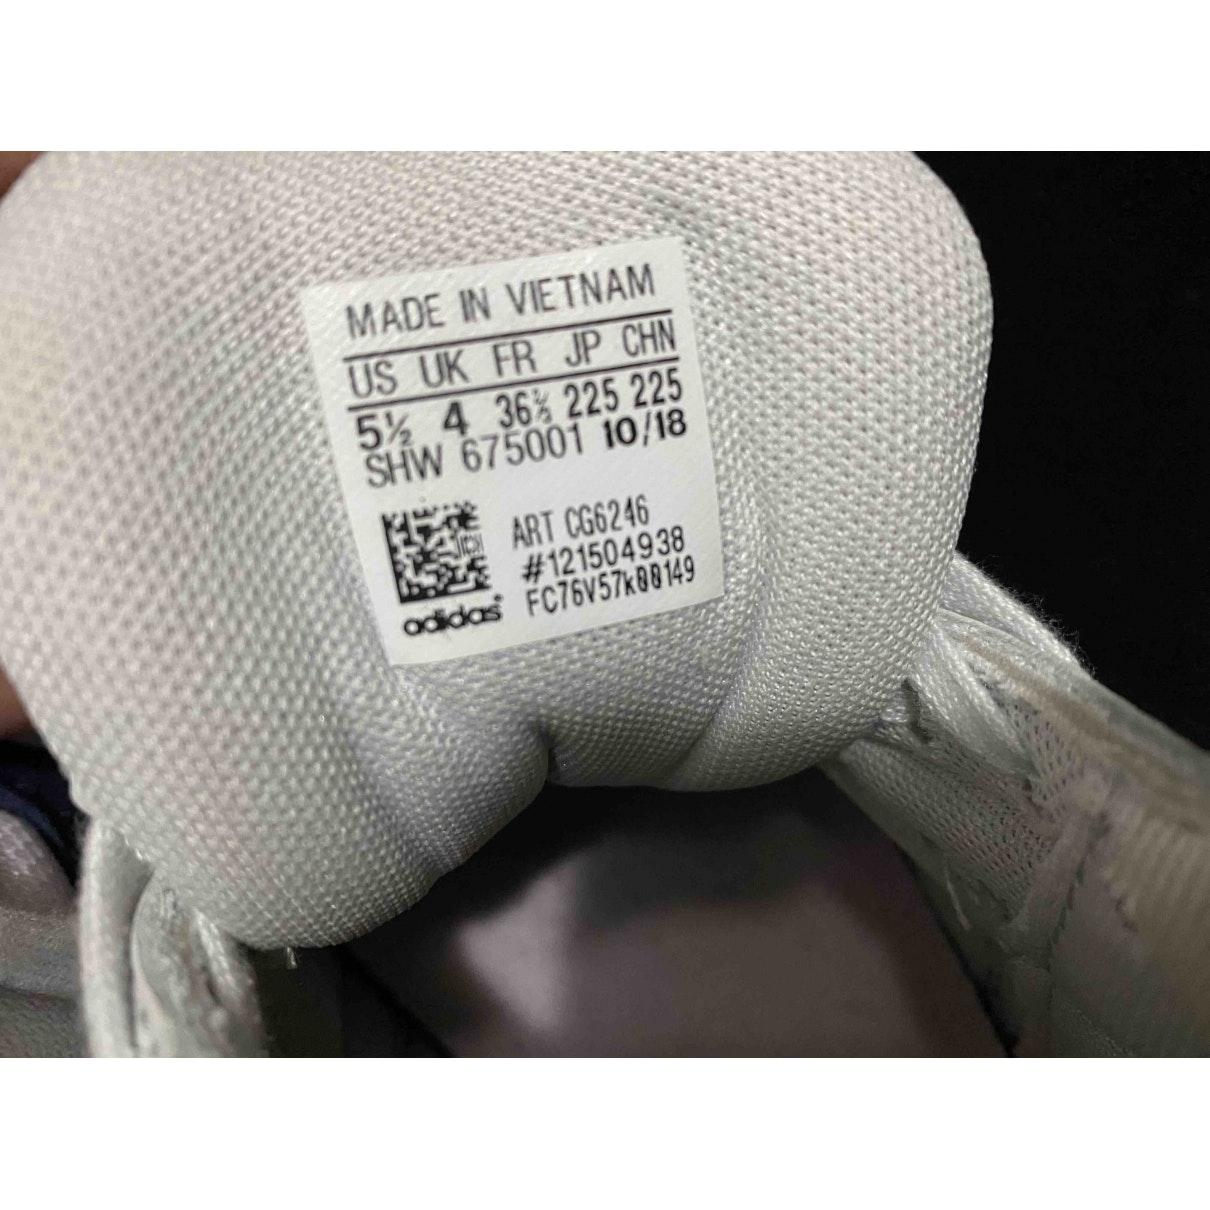 MADE IN VIETNAM
US UK FR JP CHN
5½ 4 36⅔ 225 225
SHW 675001 10/18
ART CG6246
#121504938
FC76V57k00149
adidas®